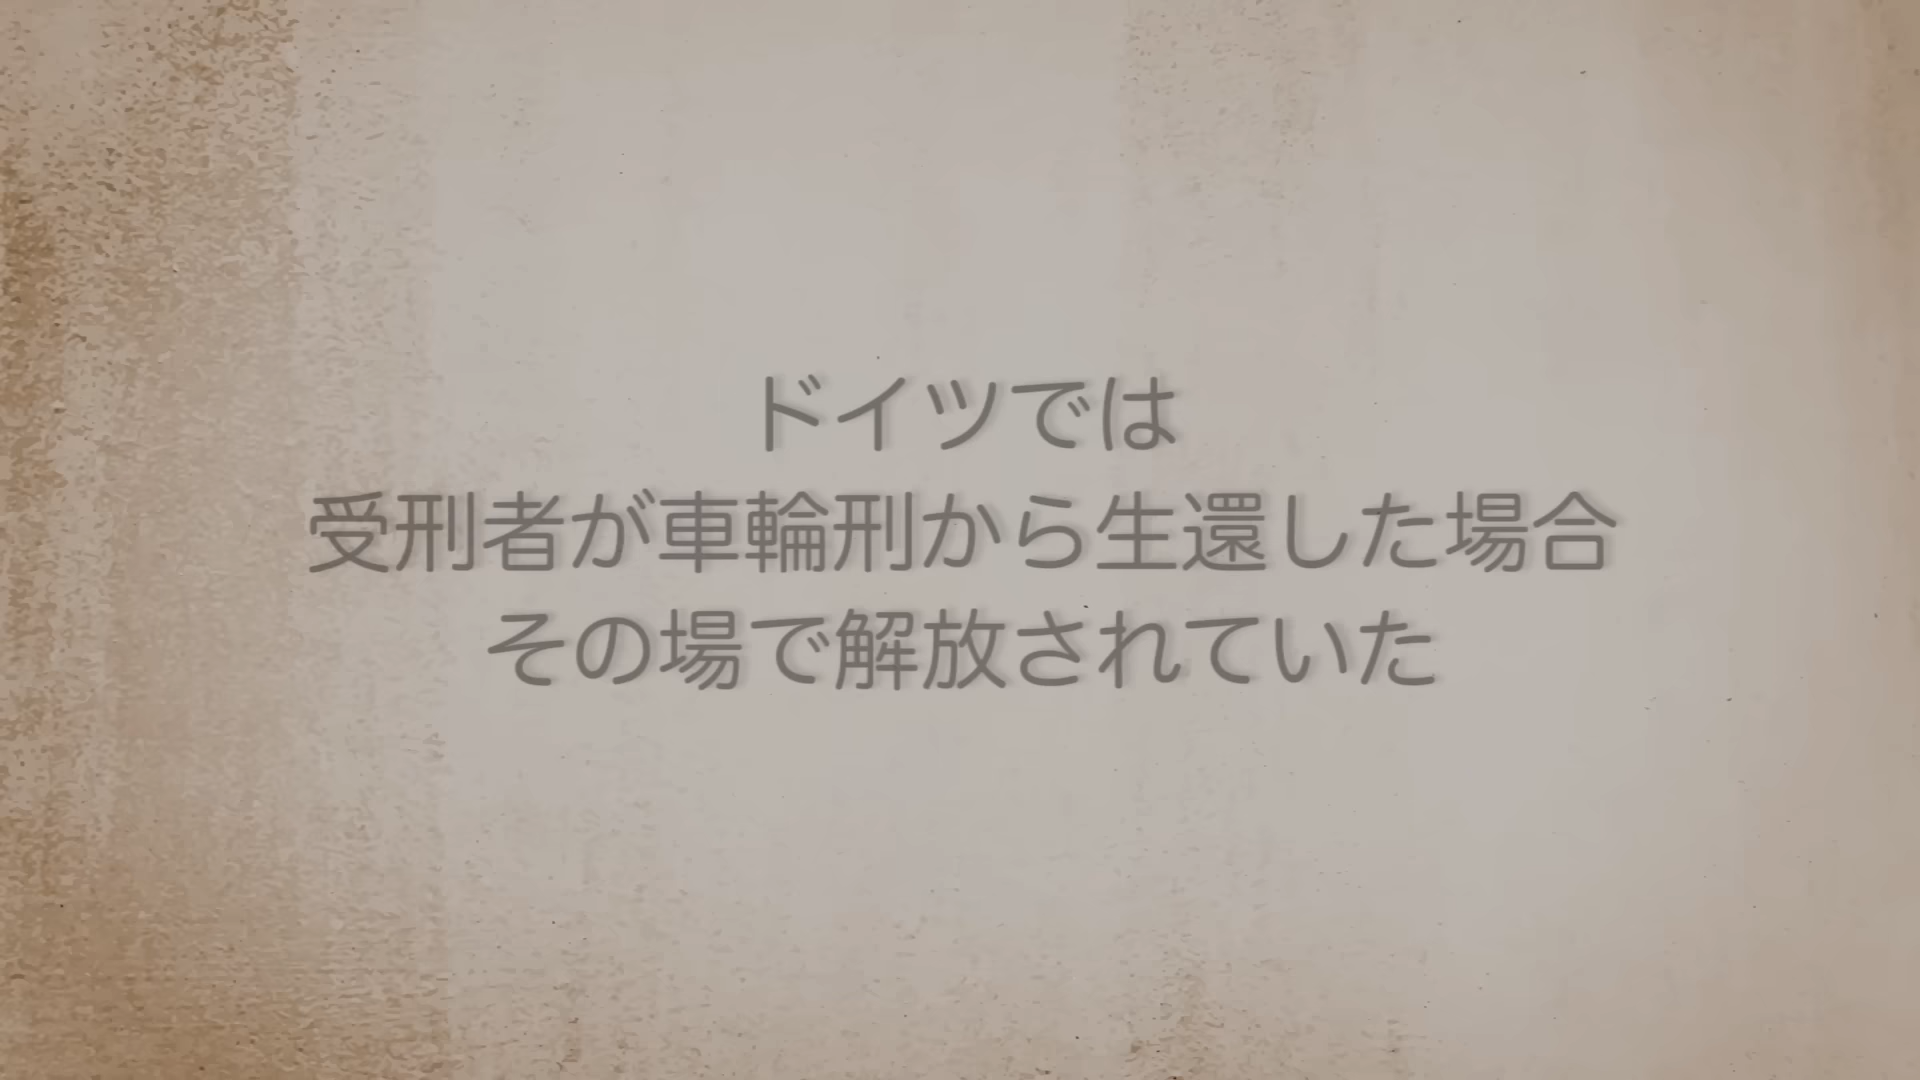 ドイツでは
受刑者が車輪刑から生還した場合
その場で解放されていた